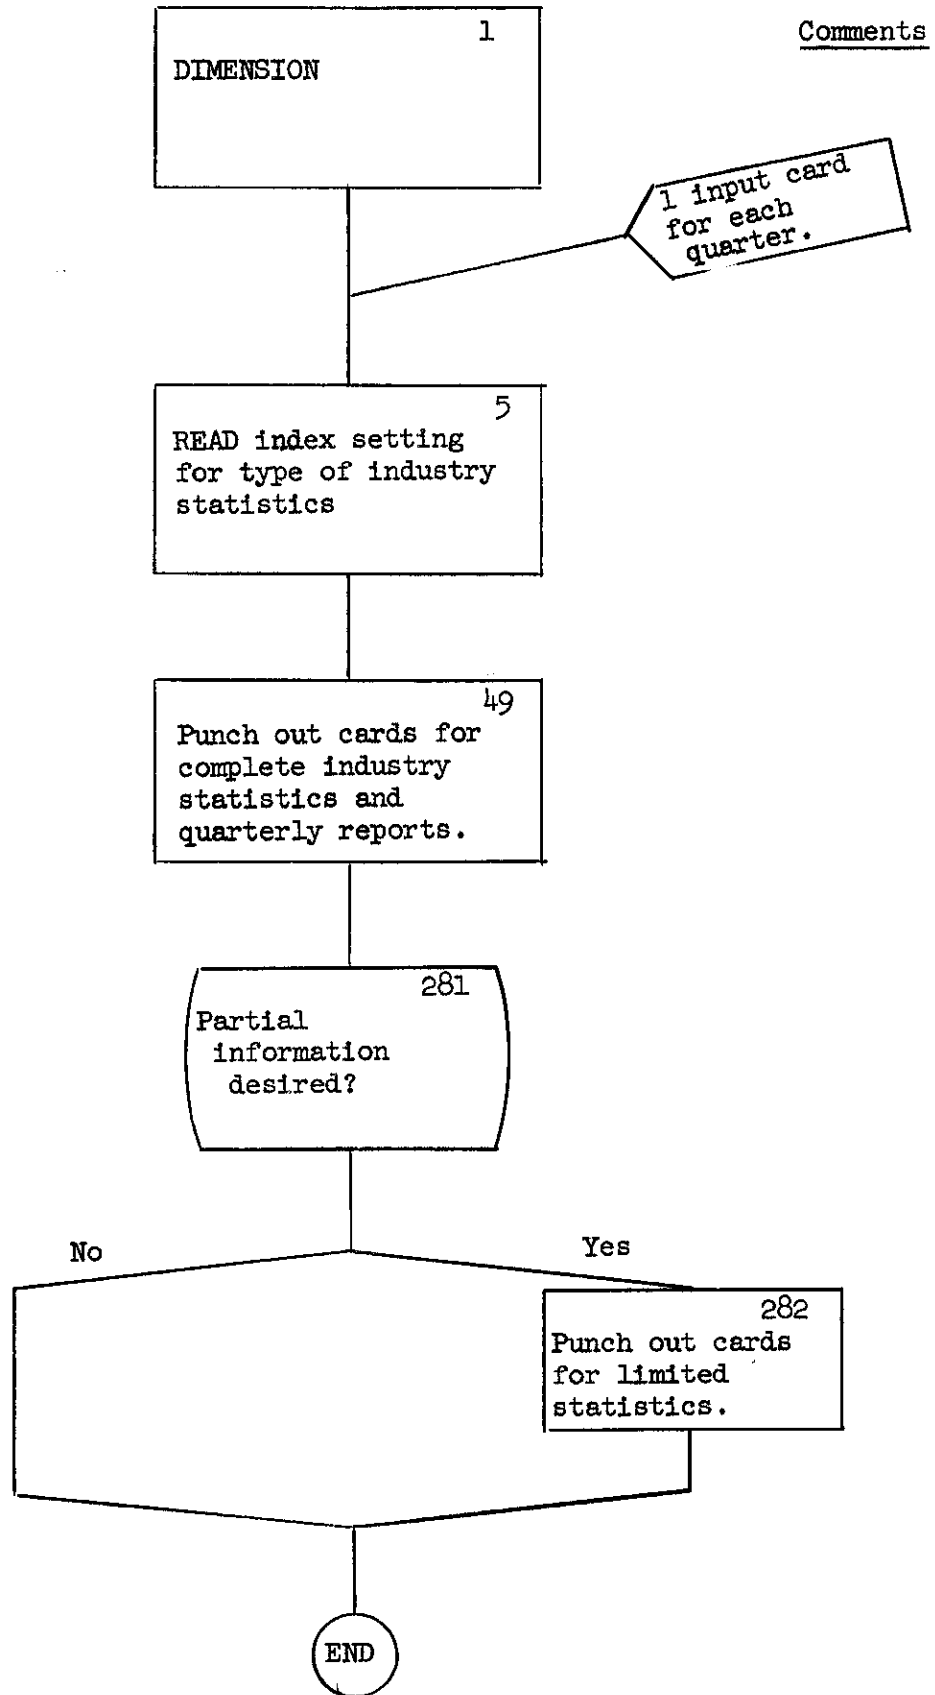 1
Comments
DIMENSION
1 input card
for each
quarter.
5
READ index setting
for type of industry
statistics
49
Punch out cards for
complete industry
statistics and
quarterly reports.
281
Partial
information
desired?
No
Yes
282
Punch out cards
for limited
statistics.
END